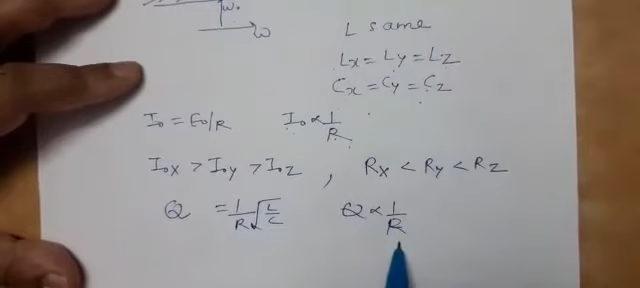 ω₀
ω
L same
Lx = Ly = Lz
Cx = Cy = Cz
I₀ = E₀/R I₀ ∝ 1/R
I₀x > I₀y > I₀z , Rx < Ry < Rz
Q = 1/R √L/C Q ∝ 1/R